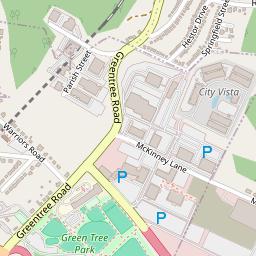 Hestor Drive
Springfield Street
Parish Street
Greentree Road
City Vista
Warriors Road
McKinney Lane
P
P
P
Greentree Road
Green Tree
Park